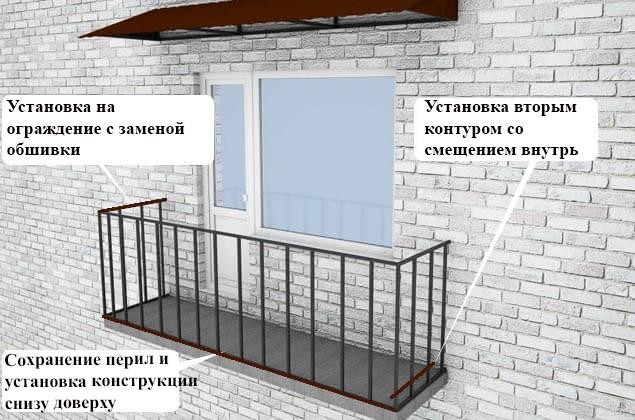 Установка на
ограждение с заменой
обшивки
Установка вторым
контуром со
смещением внутрь
Сохранение перил и
установка конструкции
снизу доверху